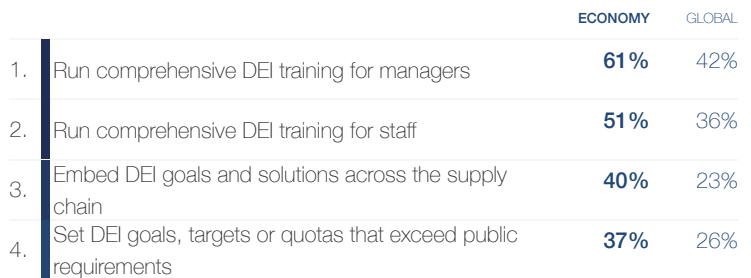 ECONOMY GLOBAL
1. Run comprehensive DEI training for managers 61% 42%
2. Run comprehensive DEI training for staff 51% 36%
3. Embed DEI goals and solutions across the supply 40% 23%
chain
4. Set DEI goals, targets or quotas that exceed public 37% 26%
requirements